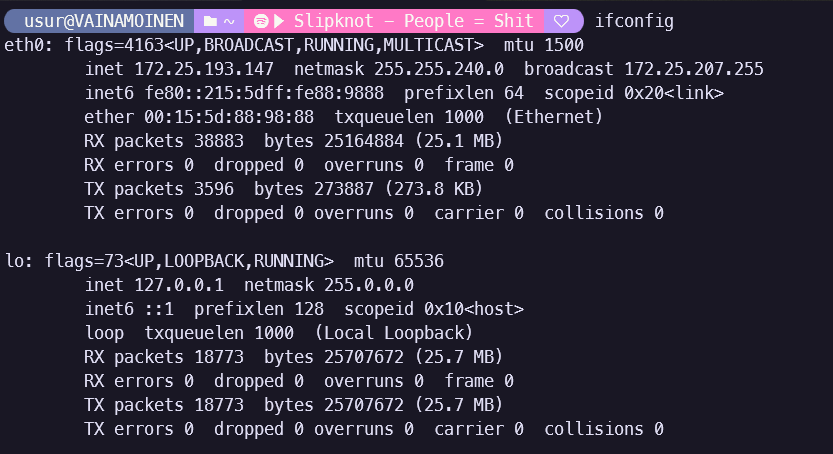 usur@VAINAMOINEN ~ Slipknot - People = Shit ifconfig
eth0: flags=4163<UP,BROADCAST,RUNNING,MULTICAST>  mtu 1500
        inet 172.25.193.147  netmask 255.255.240.0  broadcast 172.25.207.255
        inet6 fe80::215:5dff:fe88:9888  prefixlen 64  scopeid 0x20<link>
        ether 00:15:5d:88:98:88  txqueuelen 1000  (Ethernet)
        RX packets 38883  bytes 25164884 (25.1 MB)
        RX errors 0  dropped 0  overruns 0  frame 0
        TX packets 3596  bytes 273887 (273.8 KB)
        TX errors 0  dropped 0 overruns 0  carrier 0  collisions 0

lo: flags=73<UP,LOOPBACK,RUNNING>  mtu 65536
        inet 127.0.0.1  netmask 255.0.0.0
        inet6 ::1  prefixlen 128  scopeid 0x10<host>
        loop  txqueuelen 1000  (Local Loopback)
        RX packets 18773  bytes 25707672 (25.7 MB)
        RX errors 0  dropped 0  overruns 0  frame 0
        TX packets 18773  bytes 25707672 (25.7 MB)
        TX errors 0  dropped 0 overruns 0  carrier 0  collisions 0